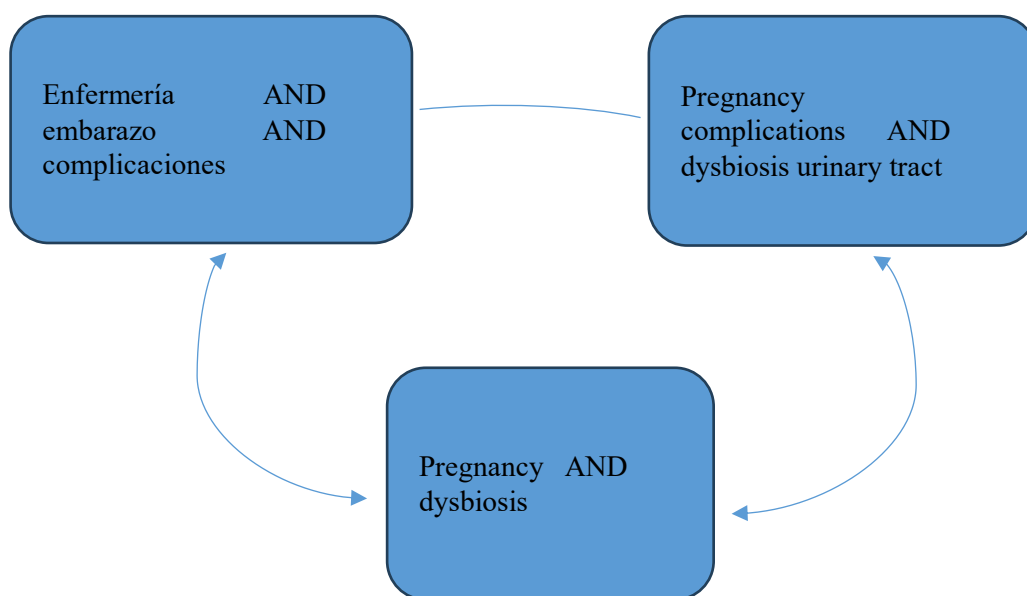 Enfermería AND
embarazo AND
complicaciones
Pregnancy
complications AND
dysbiosis urinary tract
Pregnancy AND
dysbiosis